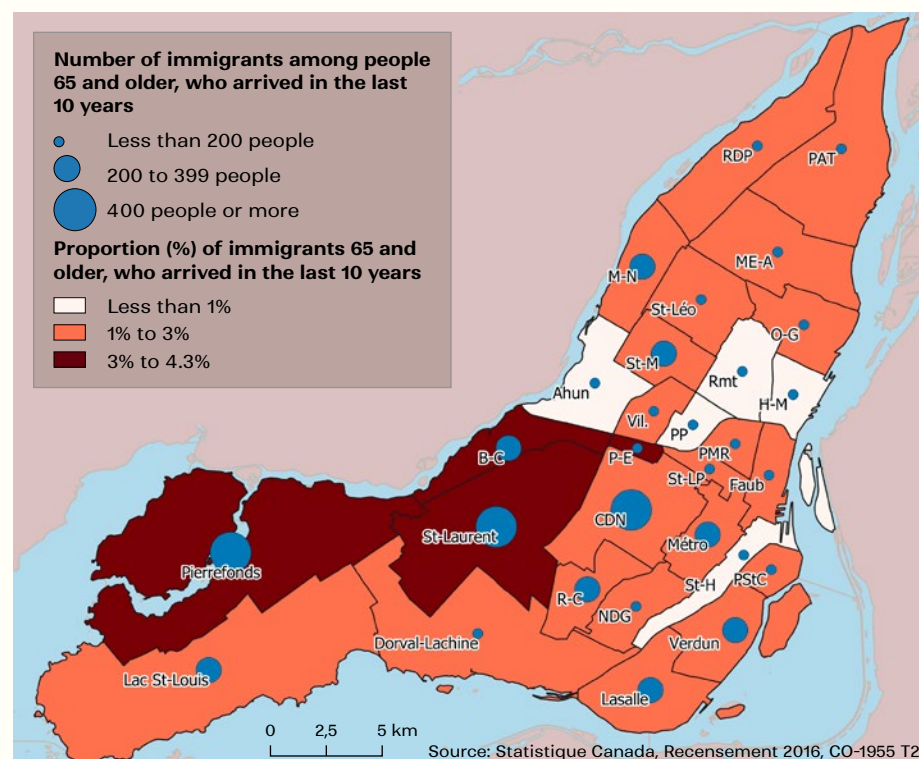 Number of immigrants among people
65 and older, who arrived in the last
10 years
Less than 200 people
200 to 399 people
400 people or more
Proportion (%) of immigrants 65 and
older, who arrived in the last 10 years
Less than 1%
1% to 3%
3% to 4.3%
RDP
PAT
ME-A
M-N
St-Léo
O-G
St-M
Rmt
Ahun
H-M
Vil.
PP
PMR
B-C
P-E
St-LP
Faub
CDN
St-Laurent
Métro
Pierrefonds
St-H
PStC
R-C
NDG
Dorval-Lachine
Verdun
Lac St-Louis
Lasalle
0 2,5 5 km
Source: Statistique Canada, Recensement 2016, CO-1955 T2